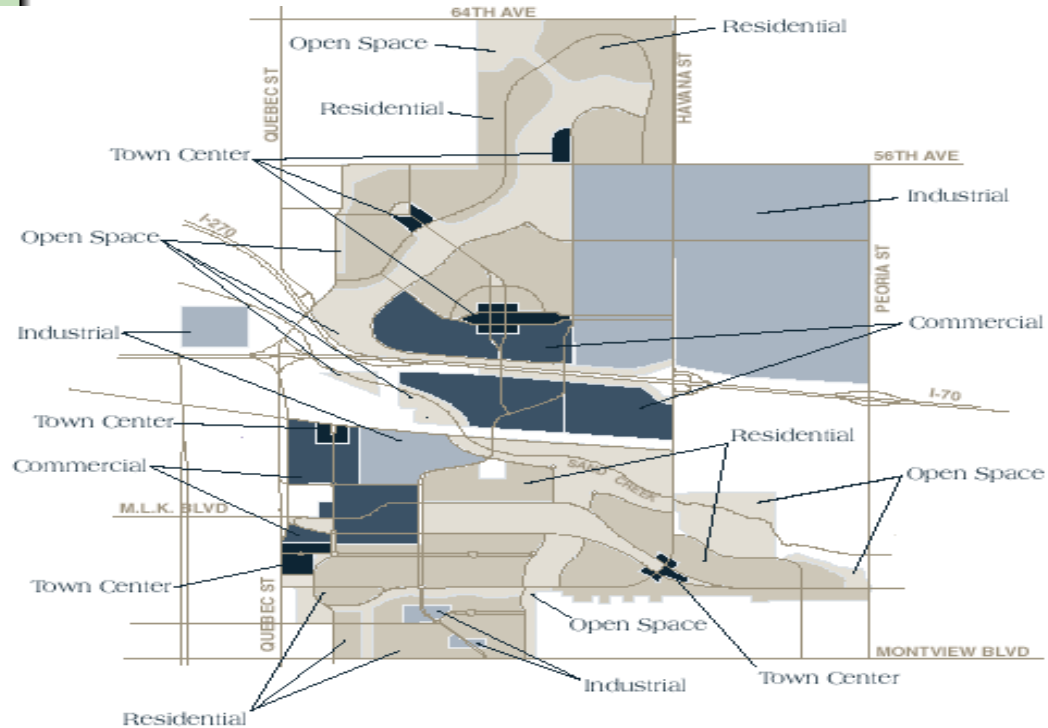 64TH AVE
Residential
Open Space
QUEBEC ST
HAVANA ST
Residential
Town Center
56TH AVE
Industrial
I-270
Open Space
PEORIA ST
Industrial
Commercial
I-70
Town Center
Residential
Commercial
SAND CREEK
Open Space
M.L.K. BLVD
Town Center
QUEBEC ST
Open Space
MONTVIEW BLVD
Town Center
Industrial
Residential